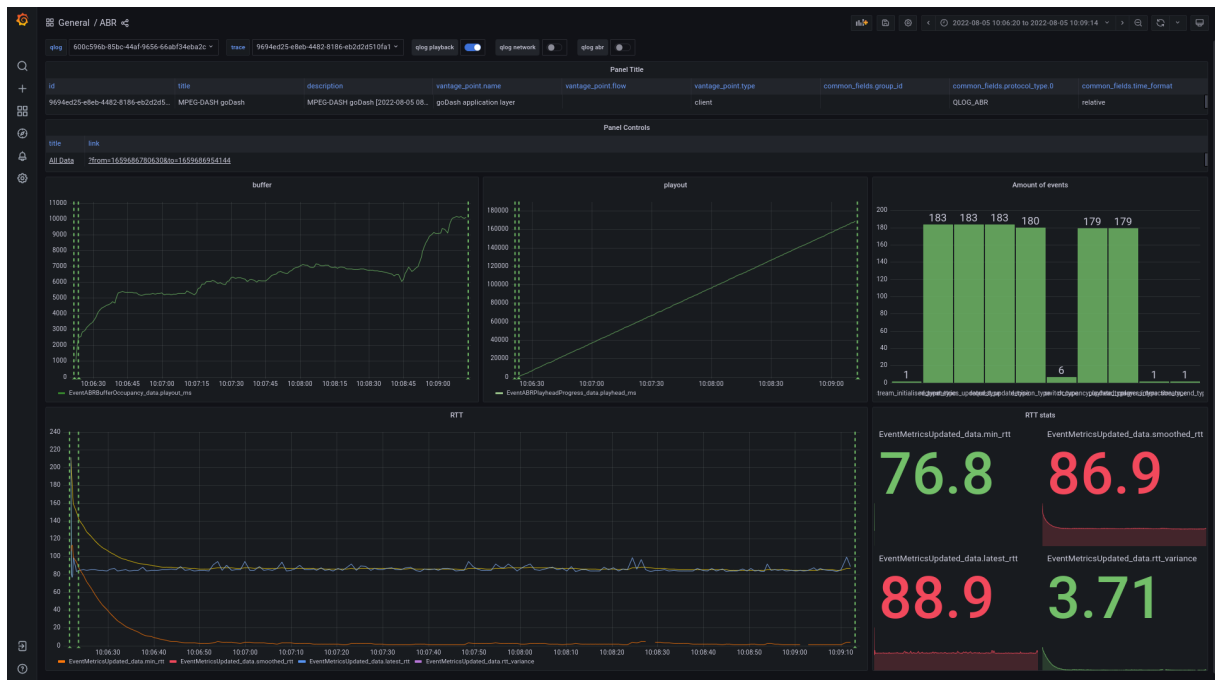 General / ABR
2022-08-05 10:06:20 to 2022-08-05 10:09:14
qlog 600c596b-85bc-44af-9656-66abf34eba2c trace 9694ed25-e8eb-4482-8186-eb2d2d510fa1 qlog playback qlog network qlog abr
Panel Title
id title description vantage_point.name vantage_point.flow vantage_point.type common_fields.group_id common_fields.protocol_type.0 common_fields.time_format
9694ed25-e8eb-4482-8186-eb2d2d5... MPEG-DASH goDash MPEG-DASH goDash [2022-08-05 08... goDash application layer client QLOG_ABR relative
Panel Controls
title link
All Data ?from=1659686780630&to=1659686954144
buffer
11000
10000
9000
8000
7000
6000
5000
4000
3000
2000
1000
0
10:06:30 10:06:45 10:07:00 10:07:15 10:07:30 10:07:45 10:08:00 10:08:15 10:08:30 10:08:45 10:09:00
EventABRBufferOccupancy_data.playout_ms
playout
180000
160000
140000
120000
100000
80000
60000
40000
20000
0
10:06:30 10:07:00 10:07:30 10:08:00 10:08:30 10:09:00
EventABRPlayheadProgress_data.playhead_ms
Amount of events
200
180
160
140
120
100
80
60
40
20
0
1 183 183 183 180 6 179 179 1 1
RTT
240
220
200
180
160
140
120
100
80
60
40
20
0
10:06:30 10:06:40 10:06:50 10:07:00 10:07:10 10:07:20 10:07:30 10:07:40 10:07:50 10:08:00 10:08:10 10:08:20 10:08:30 10:08:40 10:08:50 10:09:00 10:09:10
EventMetricsUpdated_data.min_rtt EventMetricsUpdated_data.smoothed_rtt EventMetricsUpdated_data.latest_rtt EventMetricsUpdated_data.rtt_variance
RTT stats
EventMetricsUpdated_data.min_rtt EventMetricsUpdated_data.smoothed_rtt
76.8 86.9
EventMetricsUpdated_data.latest_rtt EventMetricsUpdated_data.rtt_variance
88.9 3.71